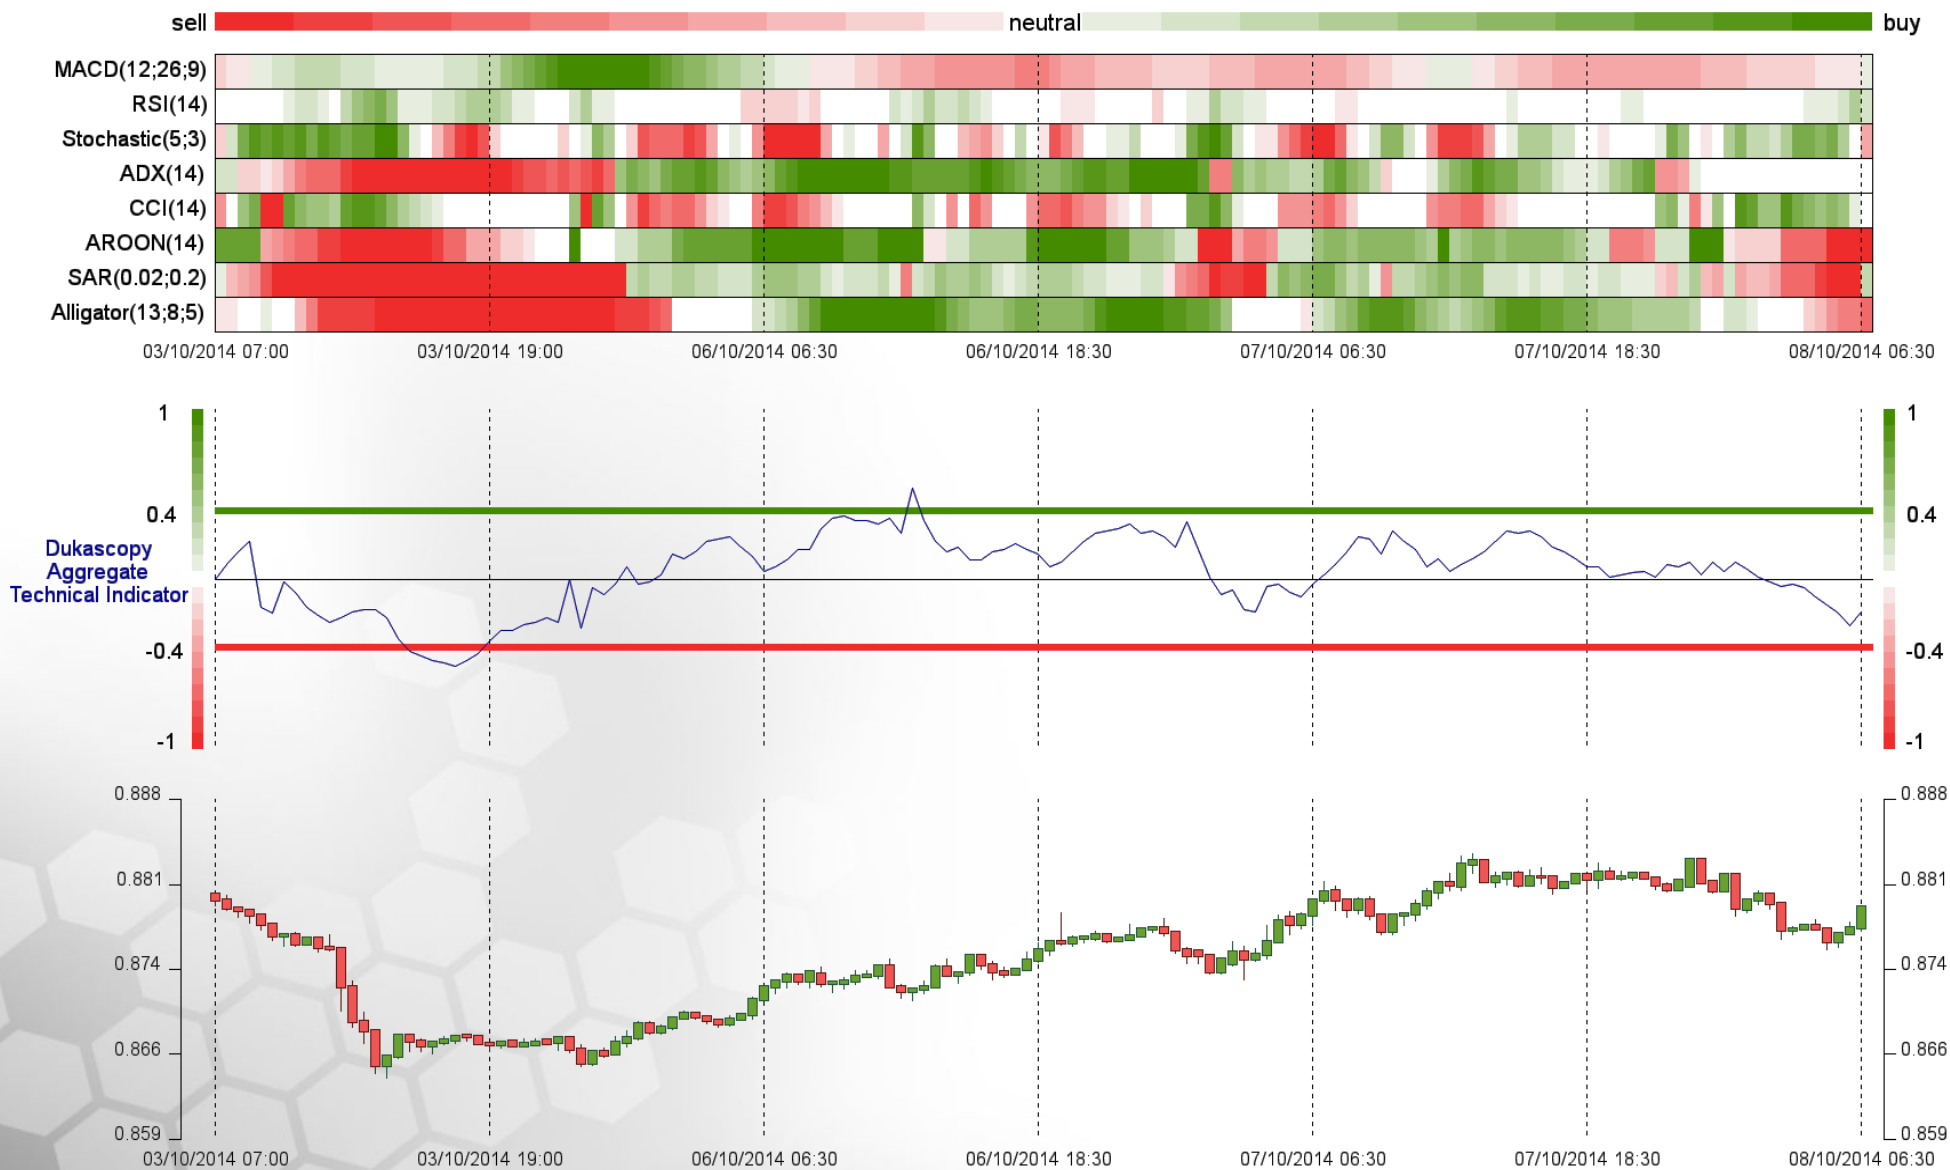 sell neutral buy
MACD(12;26;9)
RSI(14)
Stochastic(5;3)
ADX(14)
CCI(14)
AROON(14)
SAR(0.02;0.2)
Alligator(13;8;5)
03/10/2014 07:00 03/10/2014 19:00 06/10/2014 06:30 06/10/2014 18:30 07/10/2014 06:30 07/10/2014 18:30 08/10/2014 06:30
1 1
0.4 0.4
Dukascopy
Aggregate
Technical Indicator
-0.4 -0.4
-1 -1
0.888 0.888
0.881 0.881
0.874 0.874
0.866 0.866
0.859 0.859
03/10/2014 07:00 03/10/2014 19:00 06/10/2014 06:30 06/10/2014 18:30 07/10/2014 06:30 07/10/2014 18:30 08/10/2014 06:30